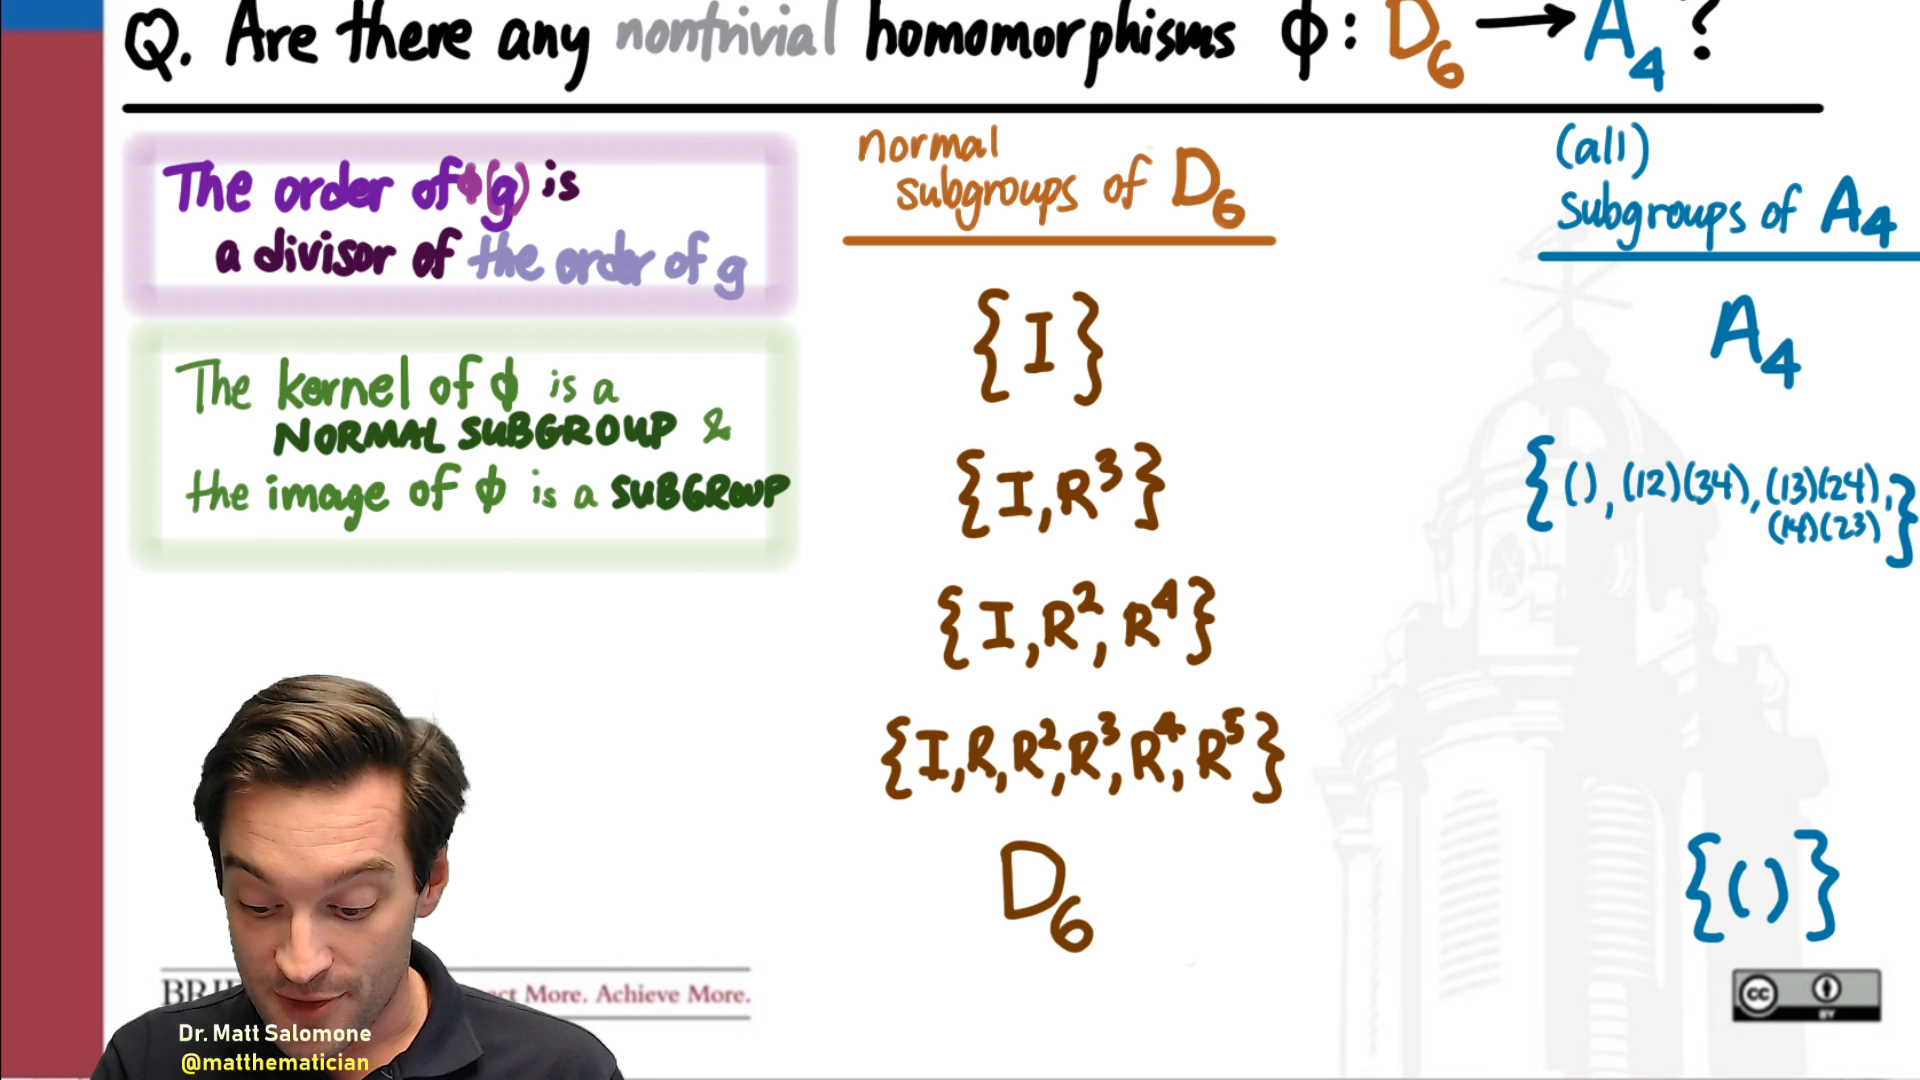 Q. Are there any nontrivial homomorphisms ϕ: D₆ → A₄?
The order of ϕ(g) is
a divisor of the order of g
The kernel of ϕ is a
NORMAL SUBGROUP &
the image of ϕ is a SUBGROUP
normal
subgroups of D₆
{I}
{I, R³}
{I, R², R⁴}
{I, R, R², R³, R⁴, R⁵}
D₆
(all)
subgroups of A₄
A₄
{(), (12)(34), (13)(24),
(14)(23)}
{()}
ct More. Achieve More.
Dr. Matt Salomone
@matthematician
cc
BY